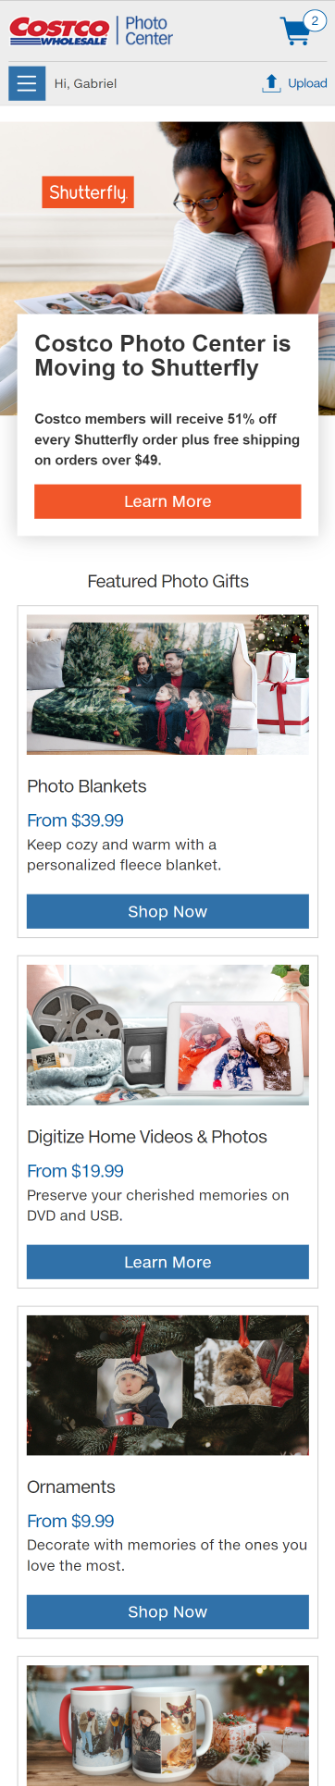 COSTCO
WHOLESALE
Photo
Center
2
Hi, Gabriel
Upload
Shutterfly.
Costco Photo Center is
Moving to Shutterfly
Costco members will receive 51% off
every Shutterfly order plus free shipping
on orders over $49.
Learn More
Featured Photo Gifts
Photo Blankets
From $39.99
Keep cozy and warm with a
personalized fleece blanket.
Shop Now
Digitize Home Videos & Photos
From $19.99
Preserve your cherished memories on
DVD and USB.
Learn More
Ornaments
From $9.99
Decorate with memories of the ones you
love the most.
Shop Now